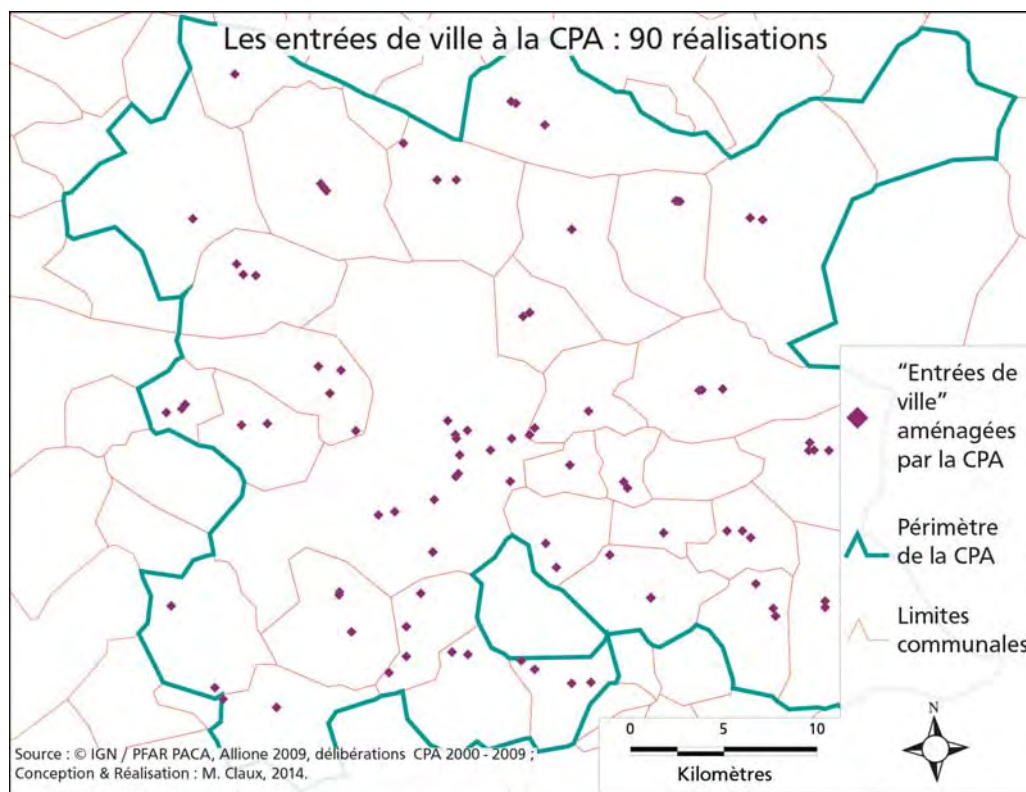 Les entrées de ville à la CPA : 90 réalisations
“Entrées de
ville”
aménagées
par la CPA
Périmètre
de la CPA
Limites
communales
N
0 5 10
Kilomètres
Source : © IGN / PFAR PACA, Allione 2009, délibérations CPA 2000 - 2009 ;
Conception & Réalisation : M. Claux, 2014.